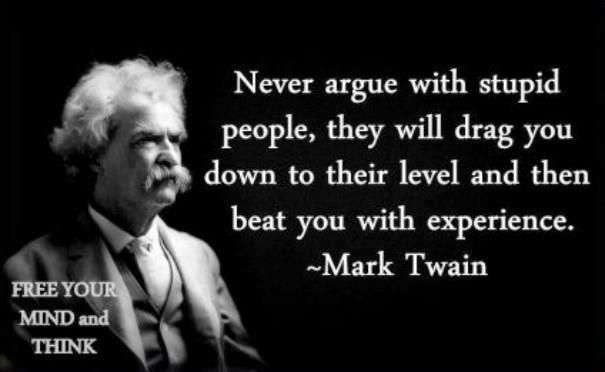 Never argue with stupid
people, they will drag you
down to their level and then
beat you with experience.
~Mark Twain
FREE YOUR
MIND and
THINK